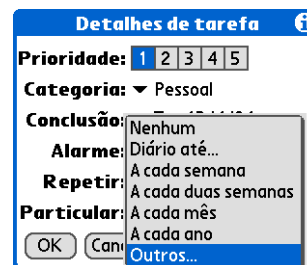 Detalhes de tarefa
Prioridade: 1 2 3 4 5
Categoria: Pessoal
Conclusão:
Nenhum
Alarme: Diário até...
A cada semana
Repetir: A cada duas semanas
Particular: A cada mês
A cada ano
OK
Outros...